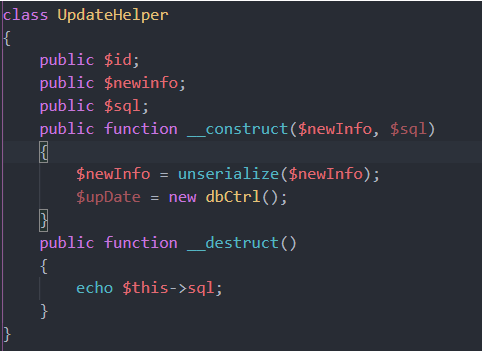 class UpdateHelper
{
    public $id;
    public $newinfo;
    public $sql;
    public function __construct($newInfo, $sql)
    {
        $newInfo = unserialize($newInfo);
        $upDate = new dbCtrl();
    }
    public function __destruct()
    {
        echo $this->sql;
    }
}